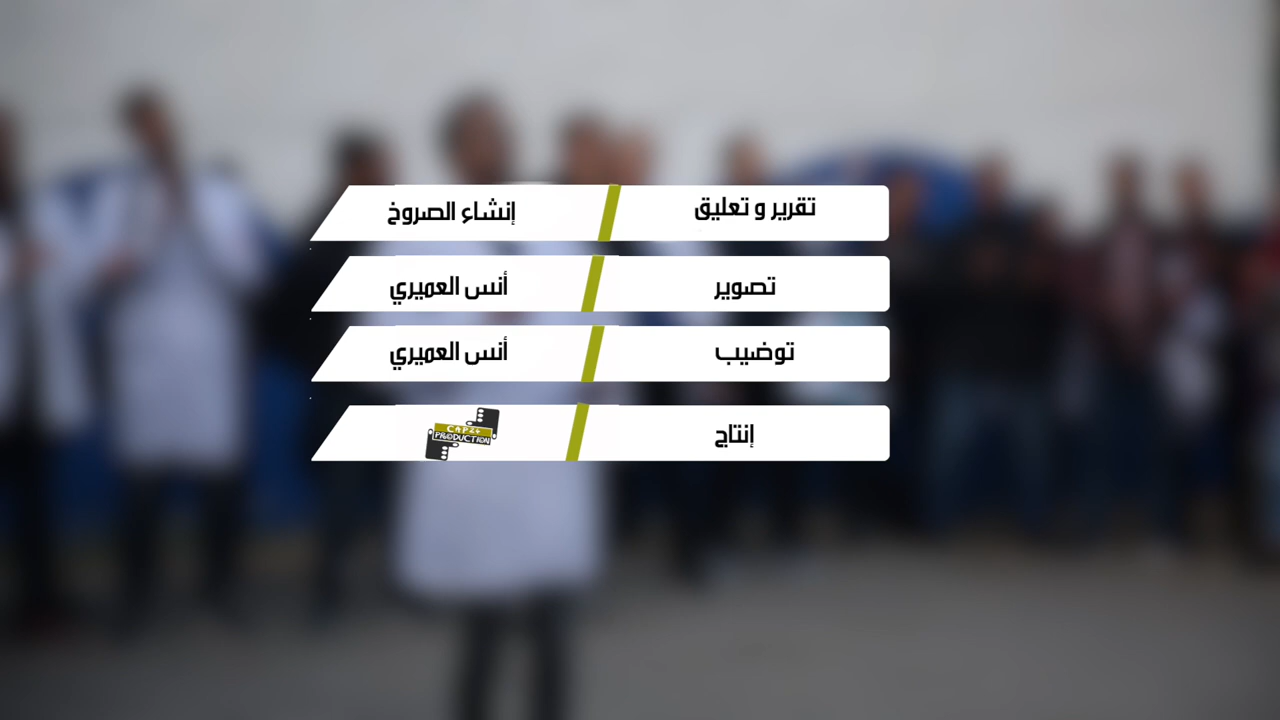 تقرير و تعليق إنشاء الصروخ
تصوير أنس العميري
توضيب أنس العميري
إنتاج CAP24 PRODUCTION